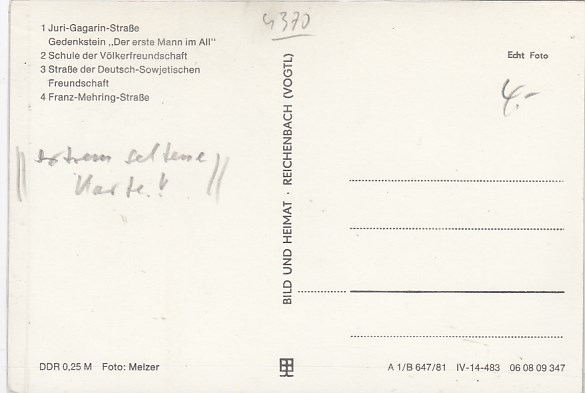 4370
1 Juri-Gagarin-Straße
Gedenkstein „Der erste Mann im All"
2 Schule der Völkerfreundschaft
3 Straße der Deutsch-Sowjetischen
Freundschaft
4 Franz-Mehring-Straße
extrem seltene
Karte!
BILD UND HEIMAT · REICHENBACH (VOGTL)
Echt Foto
4,-
DDR 0,25 M Foto: Melzer
A 1/B 647/81 IV-14-483 06 08 09 347